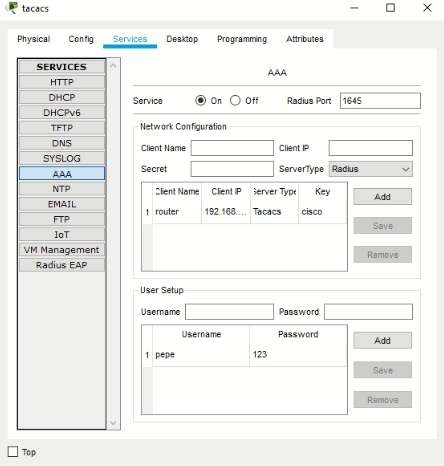 tacacs
Physical Config Services Desktop Programming Attributes
SERVICES
HTTP
DHCP
DHCPv6
TFTP
DNS
SYSLOG
AAA
NTP
EMAIL
FTP
IoT
VM Management
Radius EAP
AAA
Service On Off Radius Port 1645
Network Configuration
Client Name Client IP
Secret ServerType Radius
Client Name Client IP Server Type Key
1 router 192.168.... Tacacs cisco
Add
Save
Remove
User Setup
Username Password
Username Password
1 pepe 123
Add
Save
Remove
Top